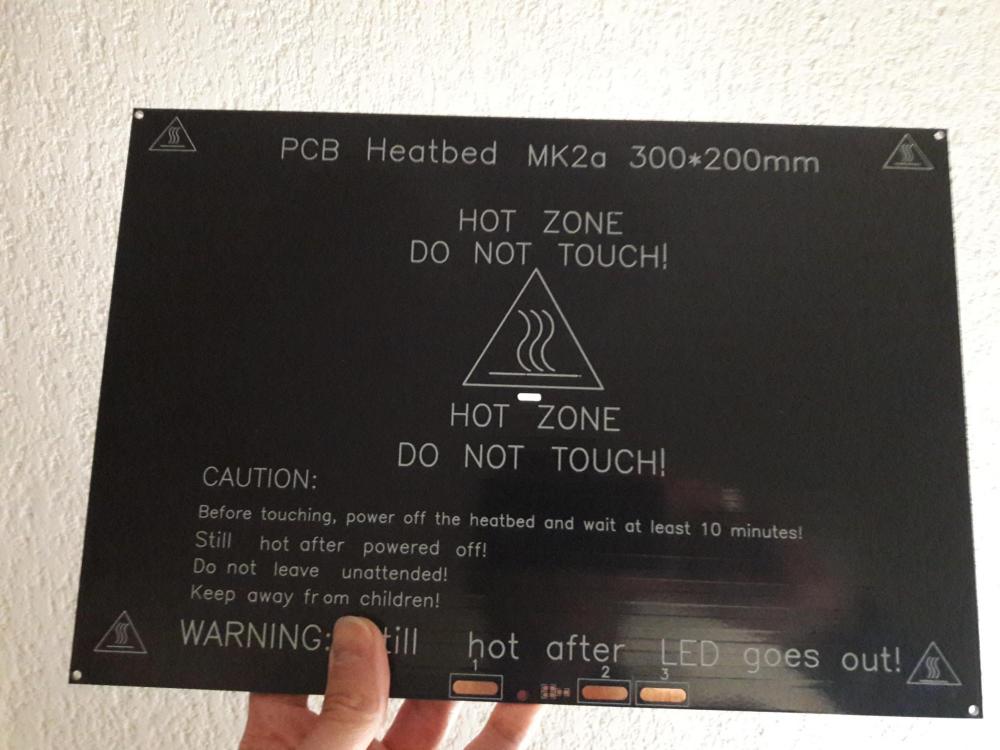 PCB Heatbed MK2a 300*200mm
HOT ZONE
DO NOT TOUCH!
HOT ZONE
DO NOT TOUCH!
CAUTION:
Before touching, power off the heatbed and wait at least 10 minutes!
Still hot after powered off!
Do not leave unattended!
Keep away from children!
WARNING: till hot after LED goes out!
1 2 3